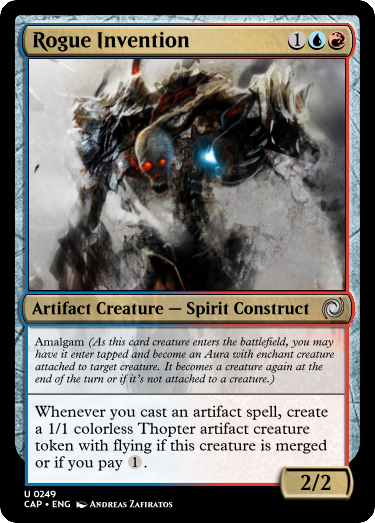 Rogue Invention 1
Artifact Creature — Spirit Construct
Amalgam (As this card creature enters the battlefield, you may
have it enter tapped and become an Aura with enchant creature
attached to target creature. It becomes a creature again at the
end of the turn or if it's not attached to a creature.)
Whenever you cast an artifact spell, create
a 1/1 colorless Thopter artifact creature
token with flying if this creature is merged
or if you pay 1.
2/2
U 0249
CAP • ENG Andreas Zafiratos